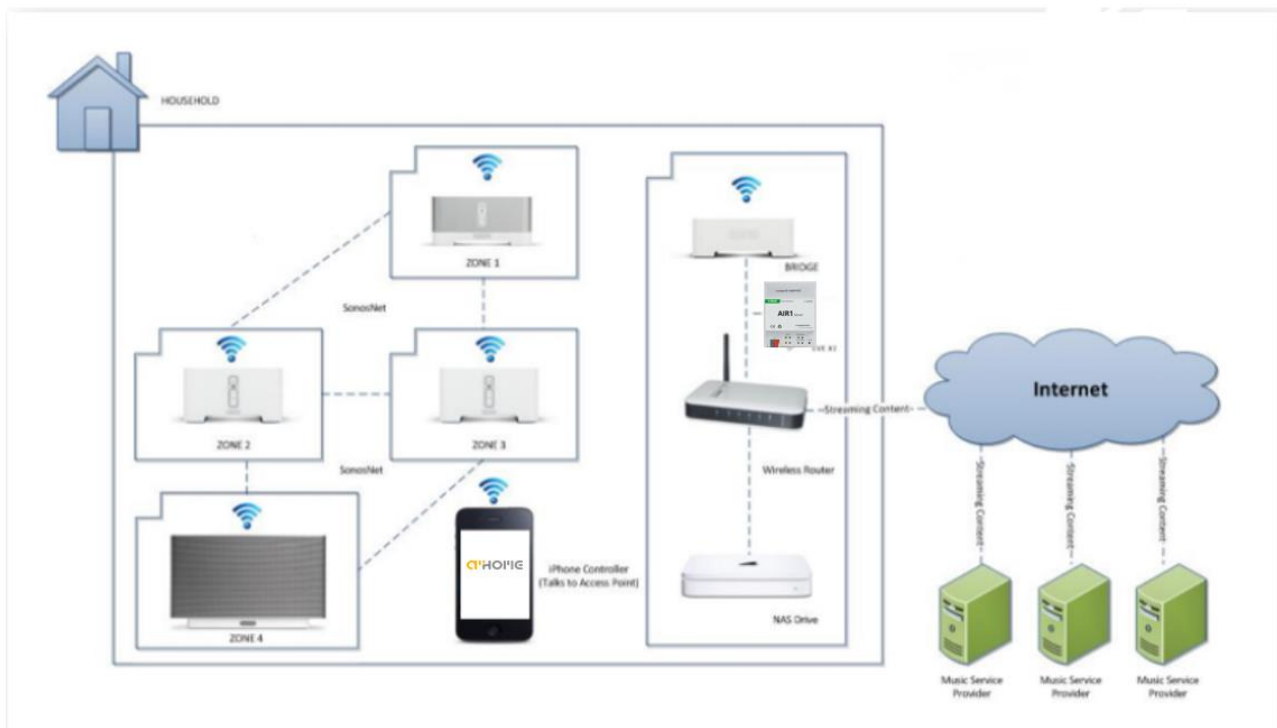 HOUSEHOLD
ZONE 1
SonosNet
ZONE 2
ZONE 3
SonosNet
ZONE 4
a'HOME
iPhone Controller
(Talks to Access Point)
BRIDGE
AIR1
Wireless Router
NAS Drive
Streaming Content
Internet
Streaming Content
Streaming Content
Streaming Content
Music Service
Provider
Music Service
Provider
Music Service
Provider